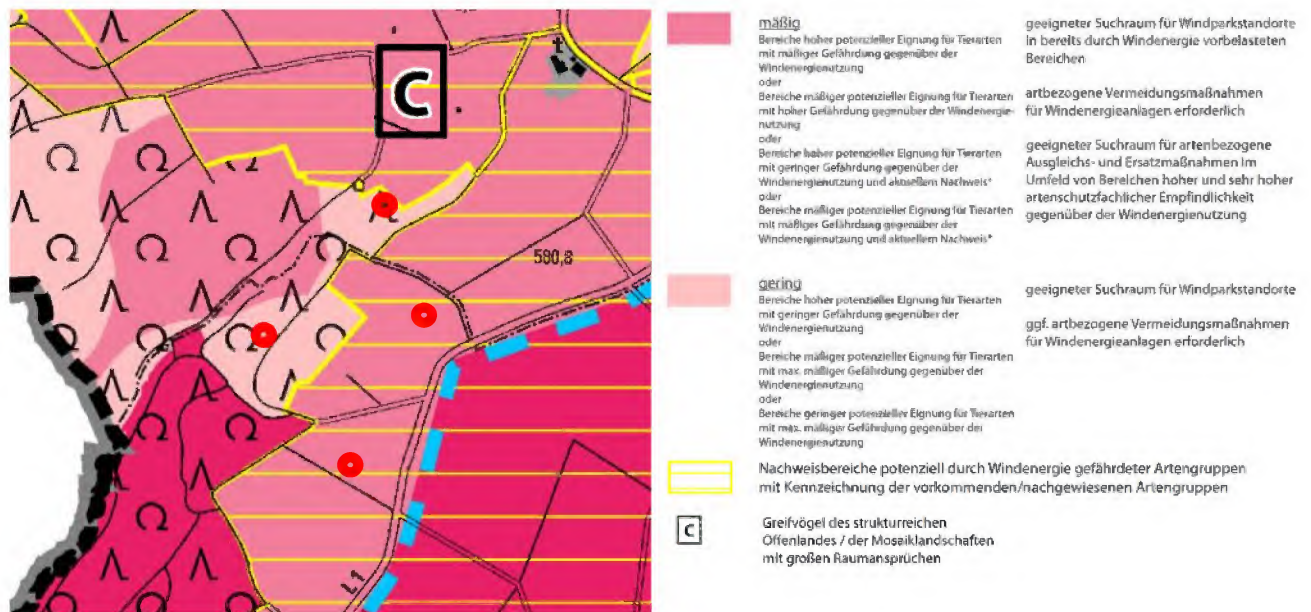 C
t
580,8
L1
mäßig
Bereiche hoher potenzieller Eignung für Tierarten
mit mäßiger Gefährdung gegenüber der
Windenergienutzung
oder
Bereiche mäßiger potenzieller Eignung für Tierarten
mit hoher Gefährdung gegenüber der Windenergie-
nutzung
oder
Bereiche hoher potenzieller Eignung für Tierarten
mit geringer Gefährdung gegenüber der
Windenergienutzung und aktuellem Nachweis*
oder
Bereiche mäßiger potenzieller Eignung für Tierarten
mit mäßiger Gefährdung gegenüber der
Windenergienutzung und aktuellem Nachweis*
geeigneter Suchraum für Windparkstandorte
in bereits durch Windenergie vorbelasteten
Bereichen
artbezogene Vermeidungsmaßnahmen
für Windenergieanlagen erforderlich
geeigneter Suchraum für artenbezogene
Ausgleichs- und Ersatzmaßnahmen im
Umfeld von Bereichen hoher und sehr hoher
artenschutzfachlicher Empfindlichkeit
gegenüber der Windenergienutzung
gering
Bereiche hoher potenzieller Eignung für Tierarten
mit geringer Gefährdung gegenüber der
Windenergienutzung
oder
Bereiche mäßiger potenzieller Eignung für Tierarten
mit max. mäßiger Gefährdung gegenüber der
Windenergienutzung
oder
Bereiche geringer potenzieller Eignung für Tierarten
mit max. mäßiger Gefährdung gegenüber der
Windenergienutzung
geeigneter Suchraum für Windparkstandorte
ggf. artbezogene Vermeidungsmaßnahmen
für Windenergieanlagen erforderlich
Nachweisbereiche potenziell durch Windenergie gefährdeter Artengruppen
mit Kennzeichnung der vorkommenden/nachgewiesenen Artengruppen
C
Greifvögel des strukturreichen
Offenlandes / der Mosaiklandschaften
mit großen Raumansprüchen